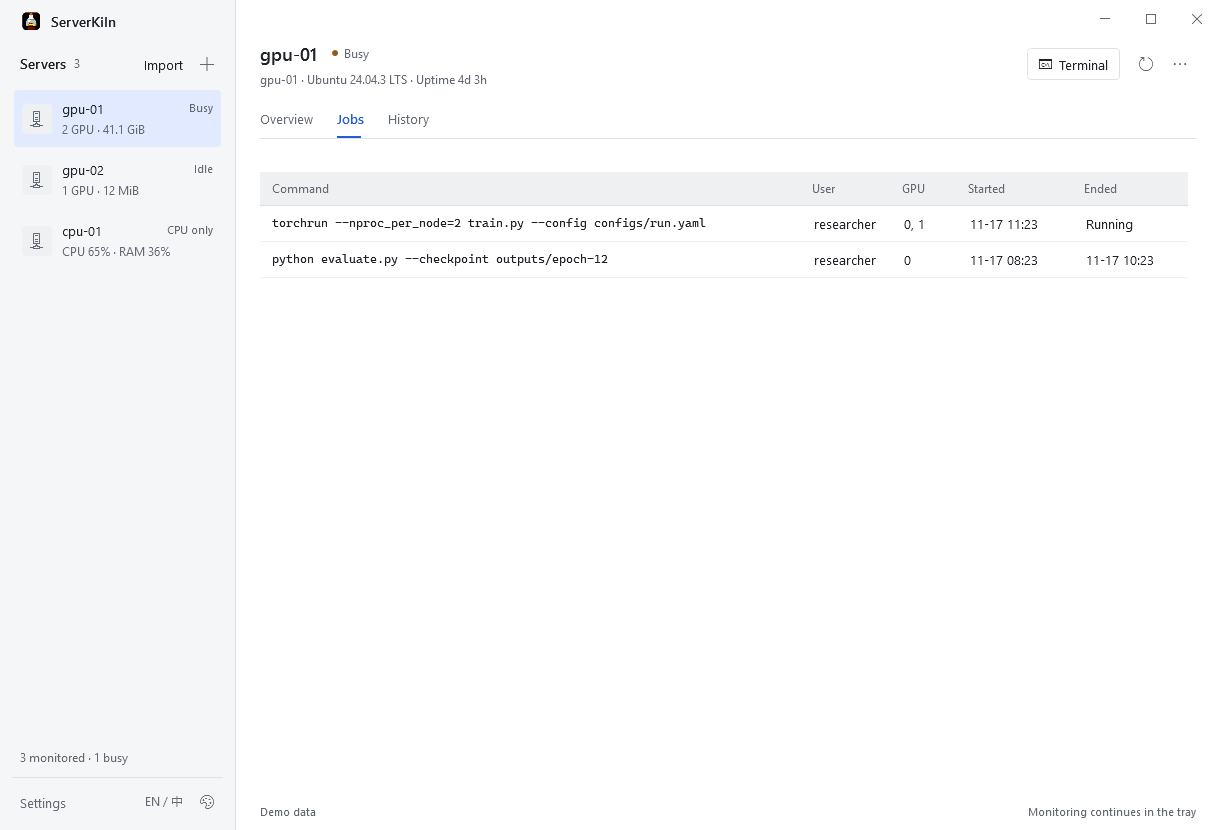 ServerKiln
Servers 3 Import
gpu-01 Busy
2 GPU · 41.1 GiB
gpu-02 Idle
1 GPU · 12 MiB
cpu-01 CPU only
CPU 65% · RAM 36%
3 monitored · 1 busy
Settings EN / 中
gpu-01 Busy
gpu-01 · Ubuntu 24.04.3 LTS · Uptime 4d 3h
Terminal
Overview Jobs History
Command User GPU Started Ended
torchrun --nproc_per_node=2 train.py --config configs/run.yaml researcher 0, 1 11-17 11:23 Running
python evaluate.py --checkpoint outputs/epoch-12 researcher 0 11-17 08:23 11-17 10:23
Demo data Monitoring continues in the tray